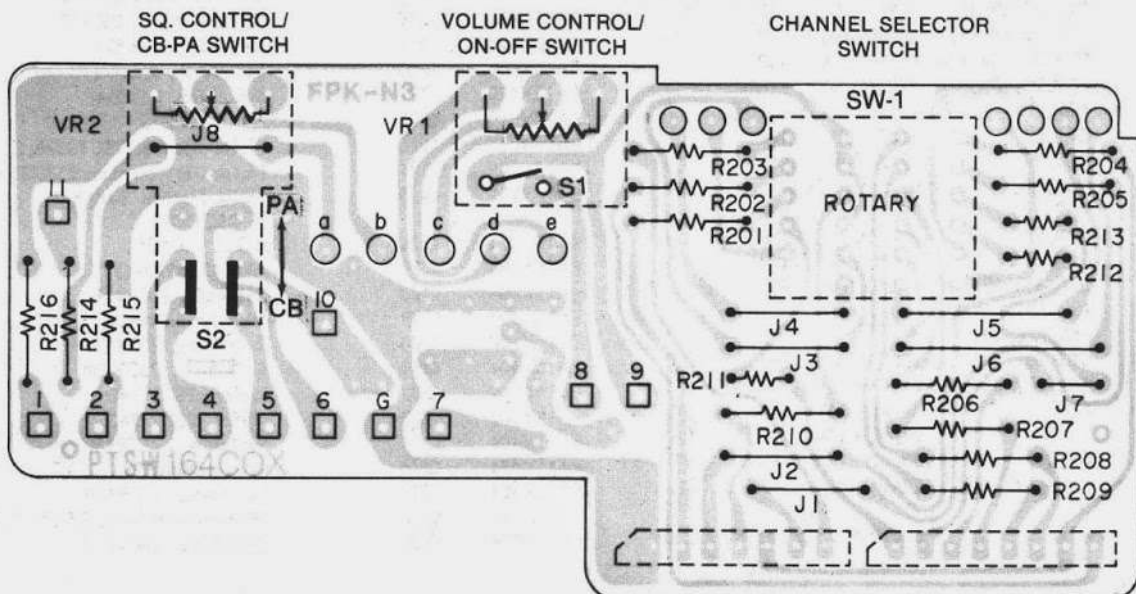 SQ. CONTROL/
CB-PA SWITCH
VOLUME CONTROL/
ON-OFF SWITCH
CHANNEL SELECTOR
SWITCH
FPK-N3
SW-1
VR2
J8
VR1
S1
R203
R202
R201
ROTARY
R204
R205
R213
R212
PA
a b c d e
CB
10
S2
R216
R214
R215
J4
J5
J3
J6
R211
R206
J7
8 9
R210
R207
1 2 3 4 5 6 G 7
J2
R208
J1
R209
PTSW164COX